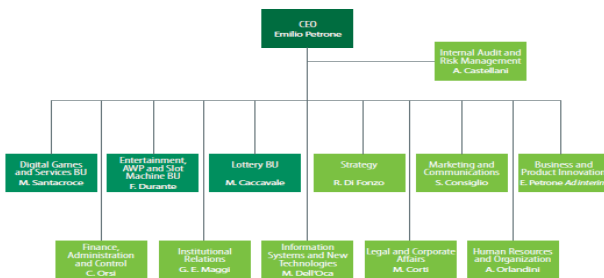 CEO
Emilio Petrone
Internal Audit and
Risk Management
A. Castellani
Digital Games
and Services BU
M. Santacroce
Entertainment,
AWP and Slot
Machine BU
F. Durante
Lottery BU
M. Caccavale
Strategy
R. Di Fonzo
Marketing and
Communications
S. Consiglio
Business and
Product Innovation
E. Petrone Ad interim
Finance,
Administration
and Control
C. Orsi
Institutional
Relations
G. E. Maggi
Information
Systems and New
Technologies
M. Dell'Oca
Legal and Corporate
Affairs
M. Corti
Human Resources
and Organization
A. Orlandini